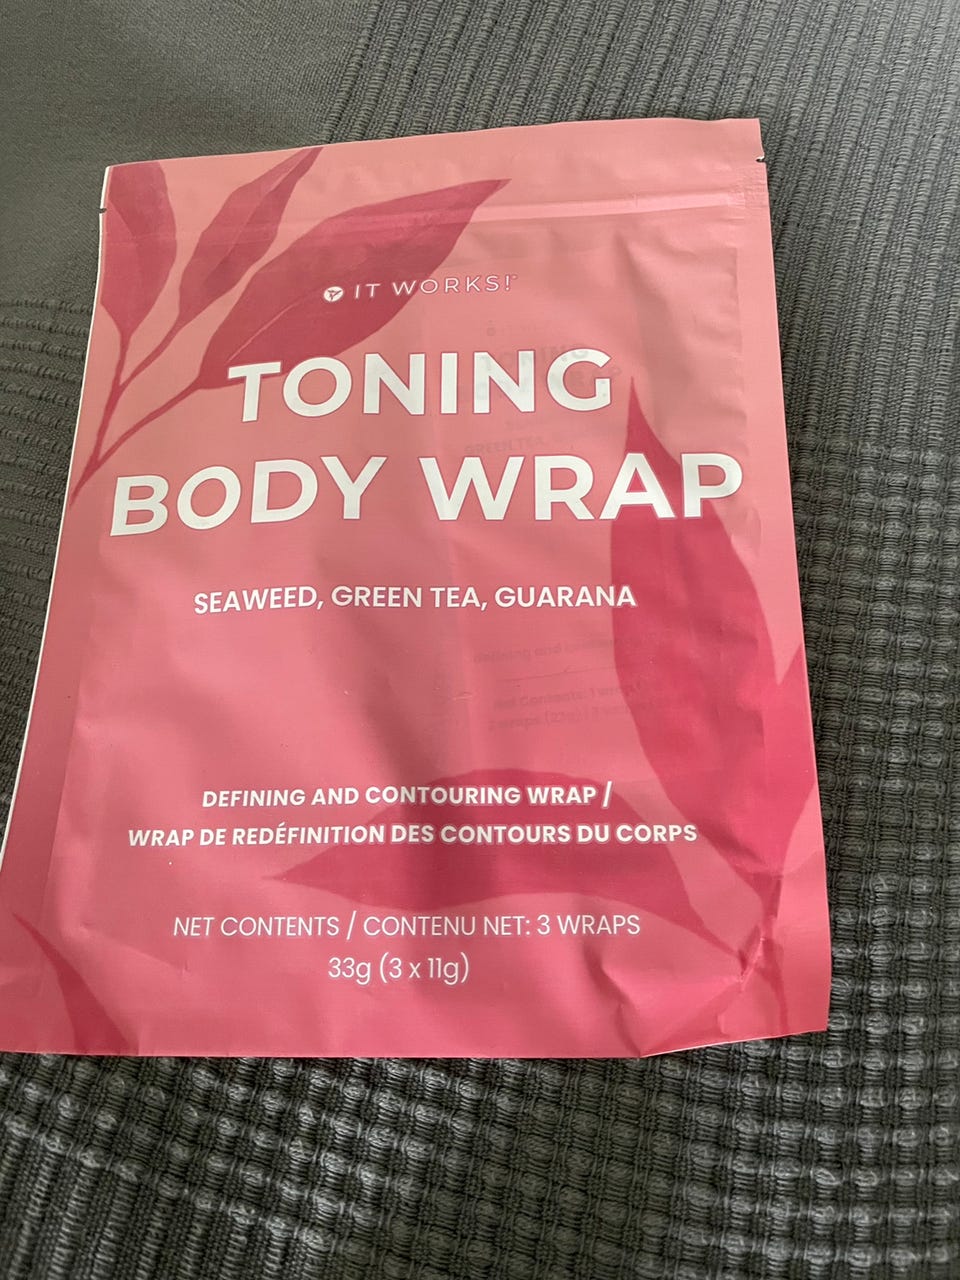 IT WORKS!™
TONING
BODY WRAP
SEAWEED, GREEN TEA, GUARANA
DEFINING AND CONTOURING WRAP /
WRAP DE REDÉFINITION DES CONTOURS DU CORPS
NET CONTENTS / CONTENU NET: 3 WRAPS
33g (3 x 11g)